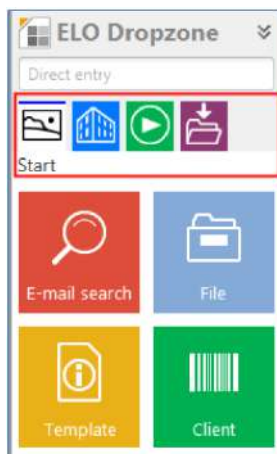 ELO Dropzone
Direct entry
Start
E-mail search
File
Template
Client